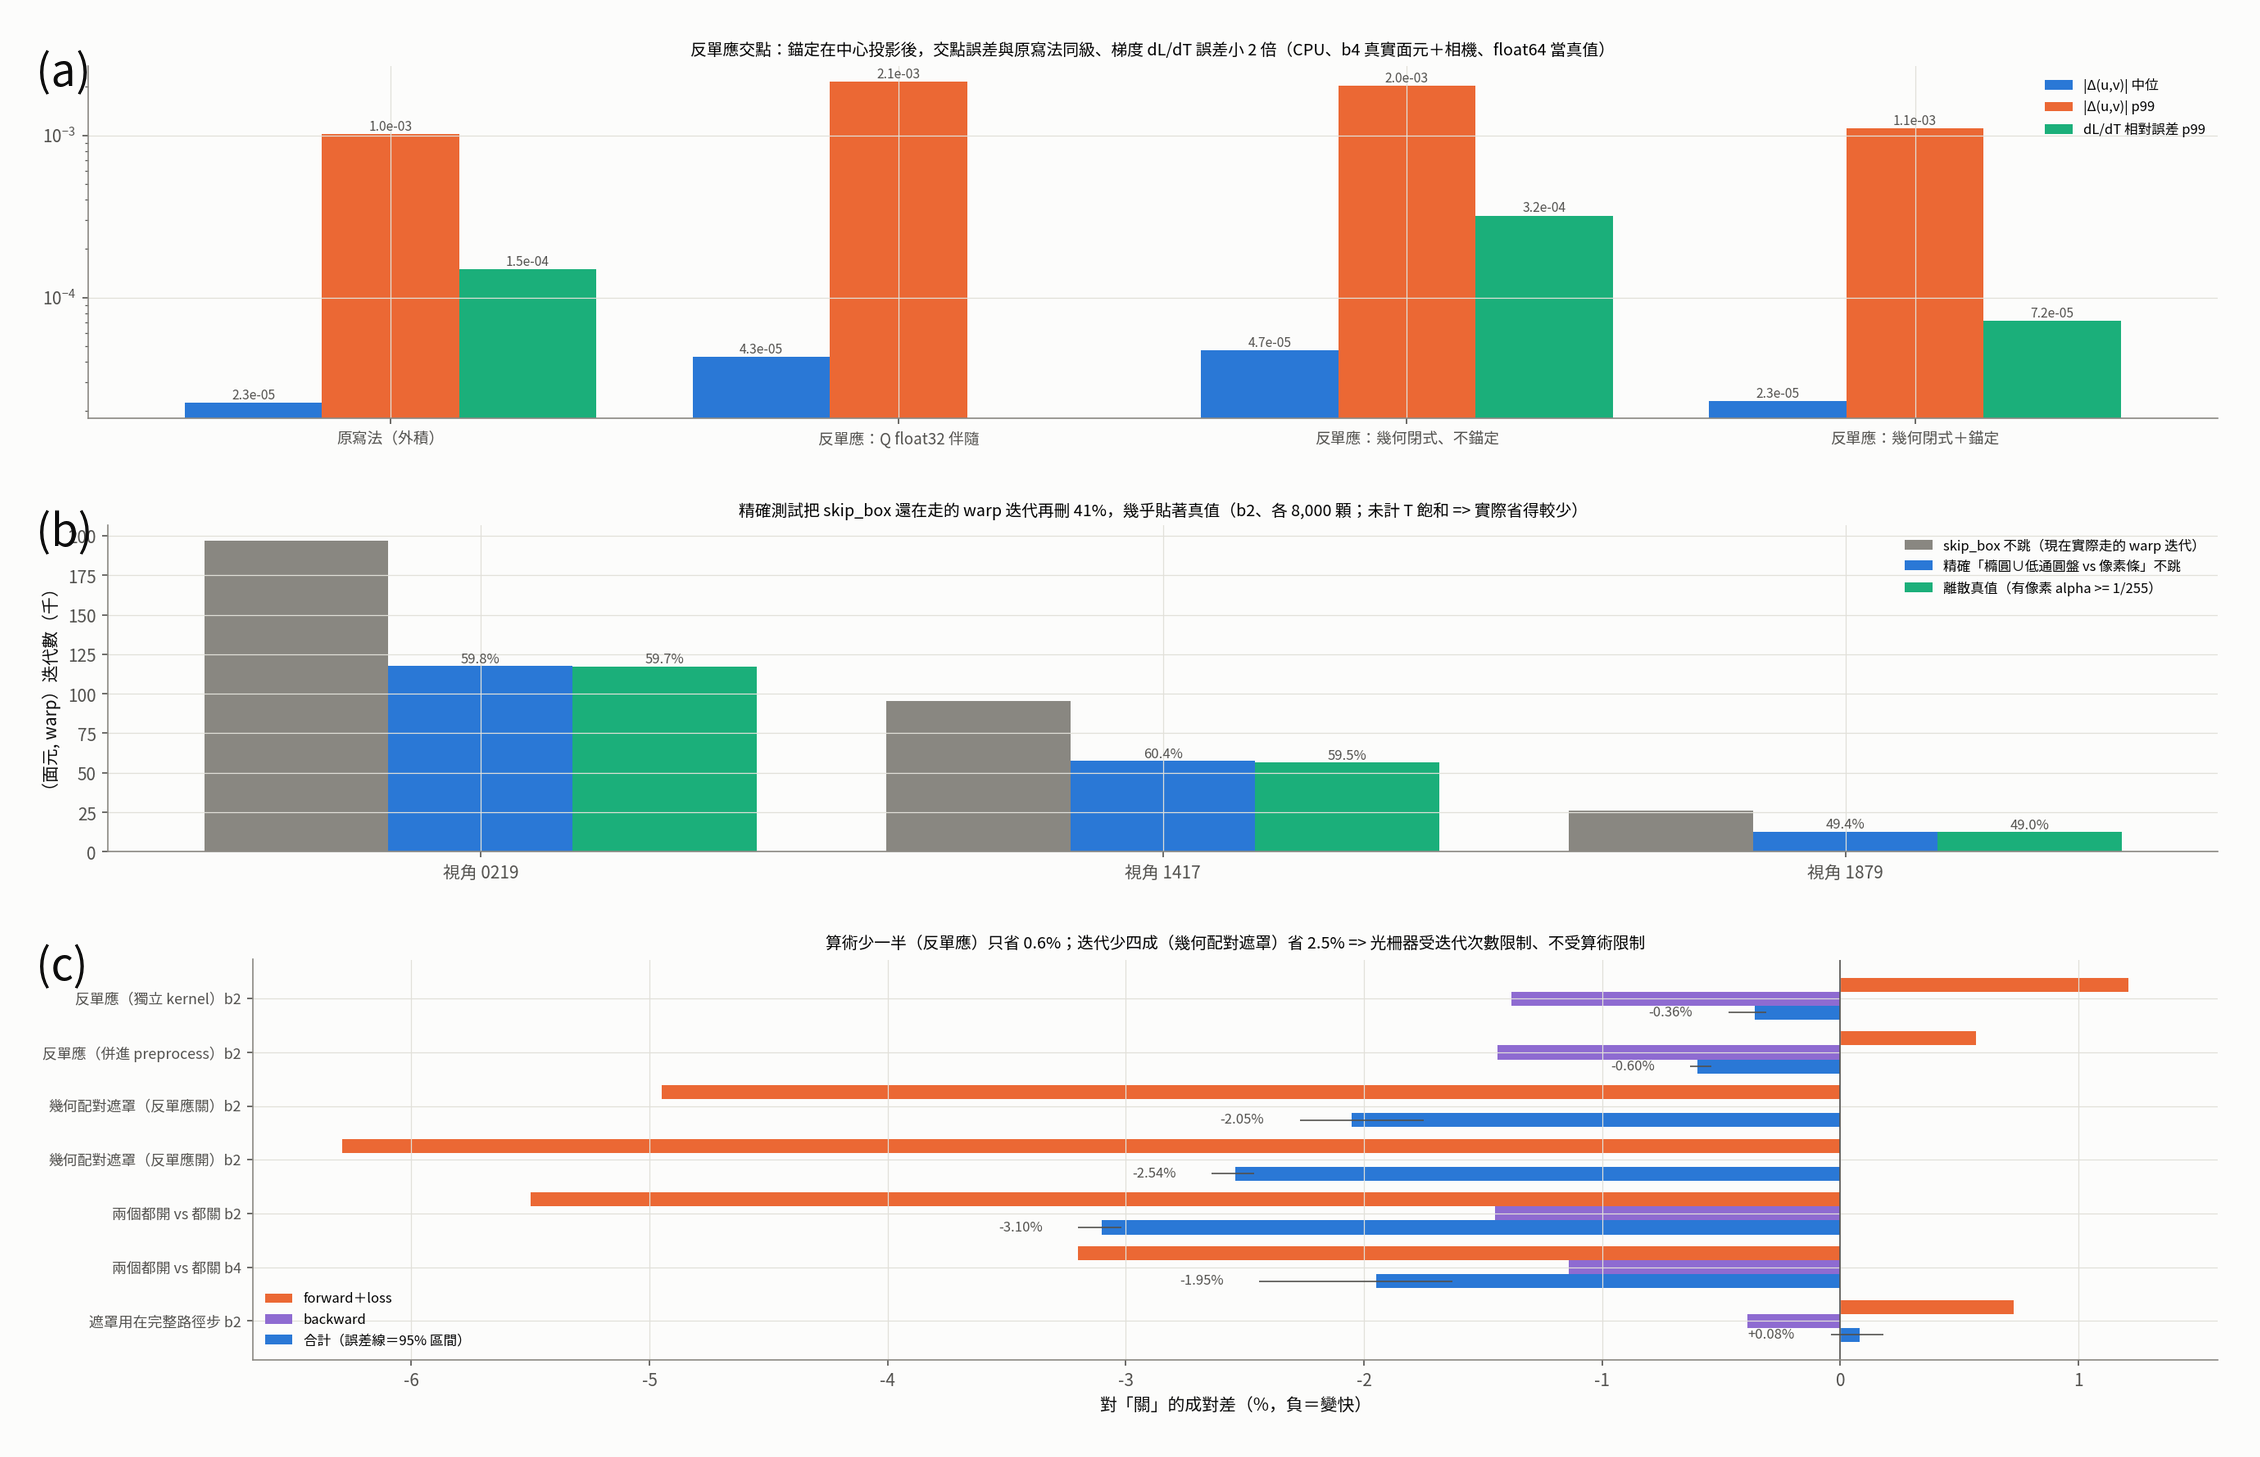 (a)
反單應交點：錨定在中心投影後，交點誤差與原寫法同級、梯度 dL/dT 誤差小 2 倍（CPU、b4 真實面元＋相機、float64 當真值）
|Δ(u,v)| 中位
|Δ(u,v)| p99
dL/dT 相對誤差 p99
10⁻³
10⁻⁴
2.3e-05
1.0e-03
1.5e-04
4.3e-05
2.1e-03
4.7e-05
2.0e-03
3.2e-04
2.3e-05
1.1e-03
7.2e-05
原寫法（外積）
反單應：Q float32 伴隨
反單應：幾何閉式、不錨定
反單應：幾何閉式＋錨定
(b)
精確測試把 skip_box 還在走的 warp 迭代再刪 41%，幾乎貼著真值（b2、各 8,000 顆；未計 T 飽和 => 實際省得較少）
skip_box 不跳（現在實際走的 warp 迭代）
精確「橢圓∪低通圓盤 vs 像素條」不跳
離散真值（有像素 alpha >= 1/255）
（面元, warp）迭代數（千）
200
175
150
125
100
75
50
25
0
59.8%
59.7%
60.4%
59.5%
49.4%
49.0%
視角 0219
視角 1417
視角 1879
(c)
算術少一半（反單應）只省 0.6%；迭代少四成（幾何配對遮罩）省 2.5% => 光柵器受迭代次數限制、不受算術限制
反單應（獨立 kernel）b2
-0.36%
反單應（併進 preprocess）b2
-0.60%
幾何配對遮罩（反單應關）b2
-2.05%
幾何配對遮罩（反單應開）b2
-2.54%
兩個都開 vs 都關 b2
-3.10%
兩個都開 vs 都關 b4
-1.95%
遮罩用在完整路徑步 b2
+0.08%
forward＋loss
backward
合計（誤差線＝95% 區間）
-6
-5
-4
-3
-2
-1
0
1
對「關」的成對差（%，負＝變快）